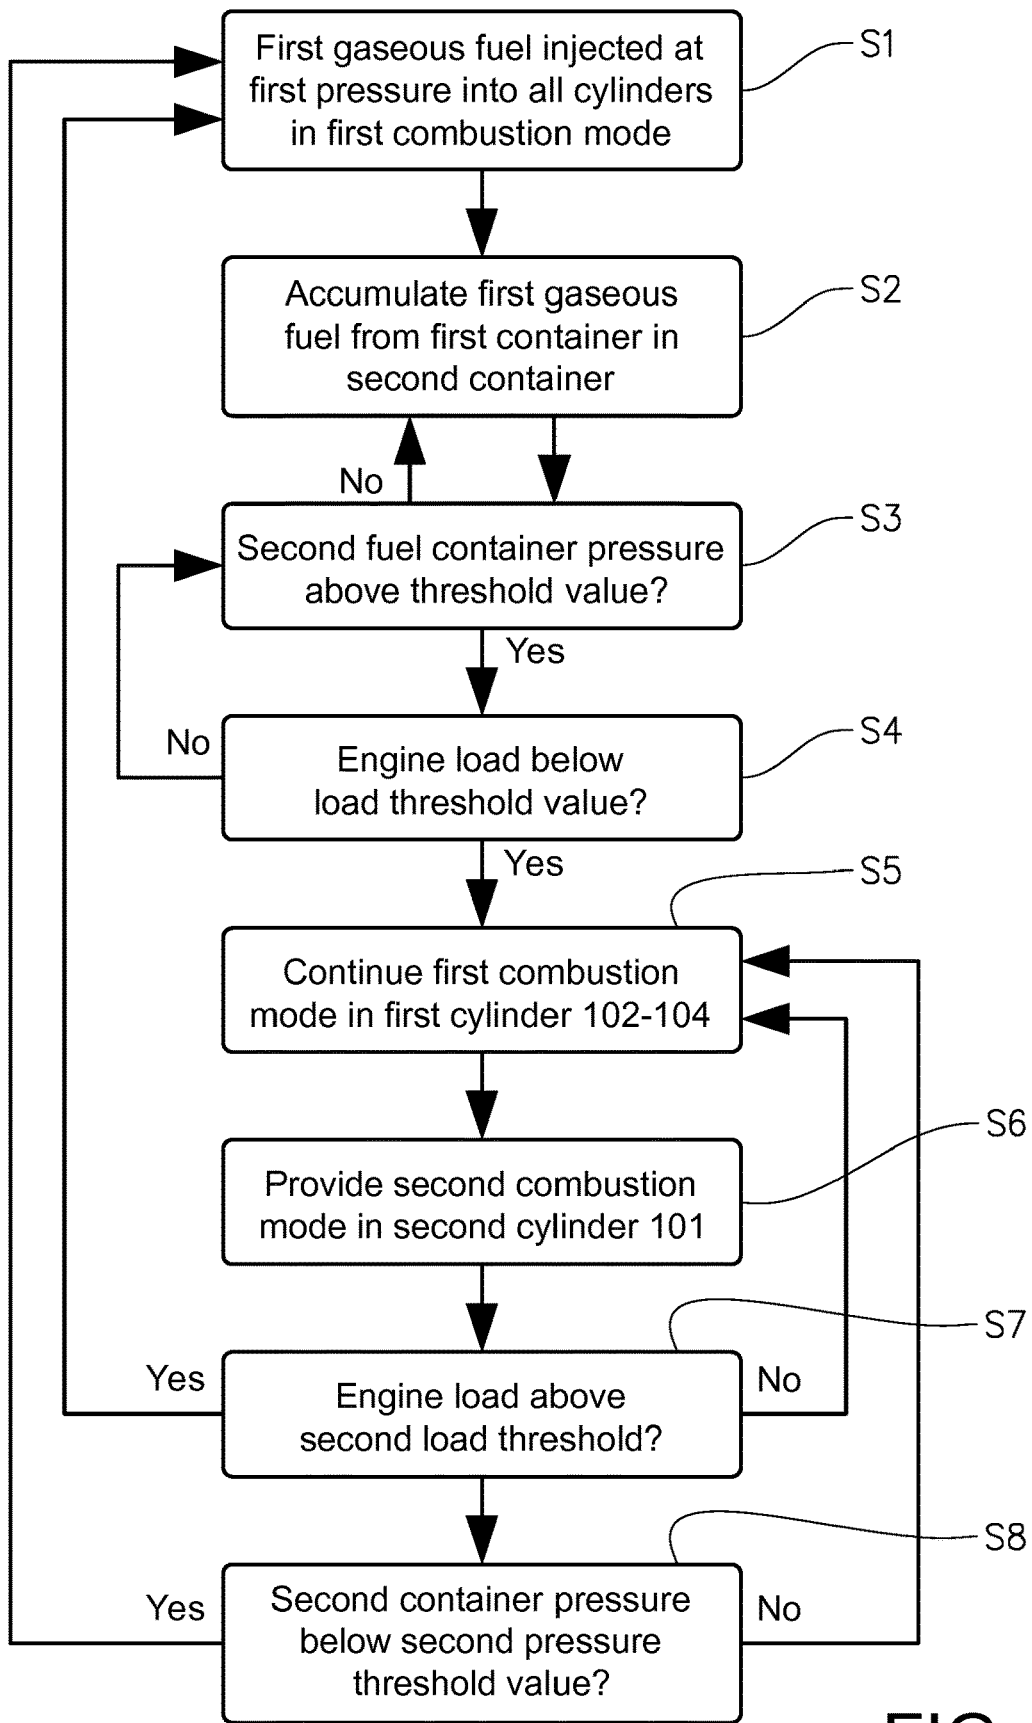 First gaseous fuel injected at
first pressure into all cylinders
in first combustion mode
S1
Accumulate first gaseous
fuel from first container in
second container
S2
No
Second fuel container pressure
above threshold value?
S3
Yes
No
Engine load below
load threshold value?
S4
Yes
S5
Continue first combustion
mode in first cylinder 102-104
S6
Provide second combustion
mode in second cylinder 101
S7
Yes
Engine load above
second load threshold?
No
S8
Yes
Second container pressure
below second pressure
threshold value?
No